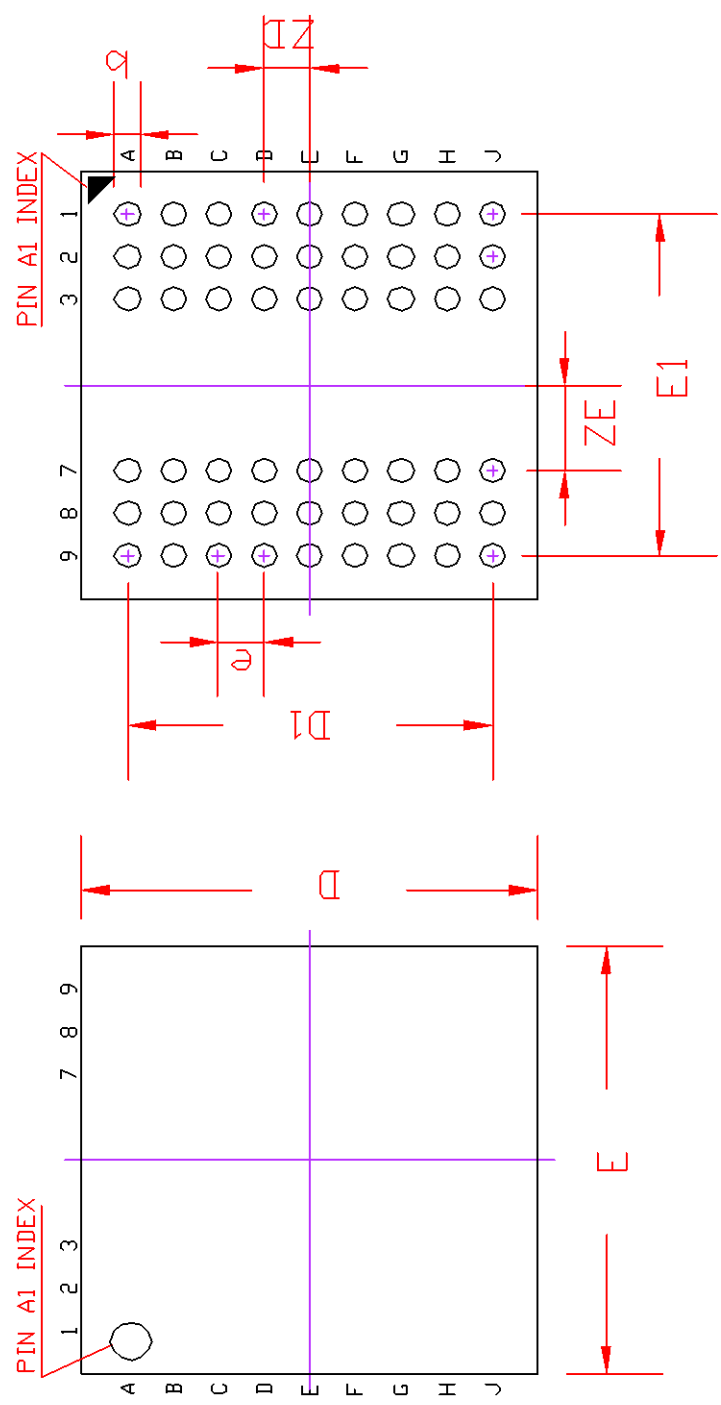 PIN A1 INDEX
9 8 7 3 2 1
A B C D E F G H J
D
E
PIN A1 INDEX
9 8 7 3 2 1
A B C D E F G H J
b
ZD
e
D1
ZE
E1